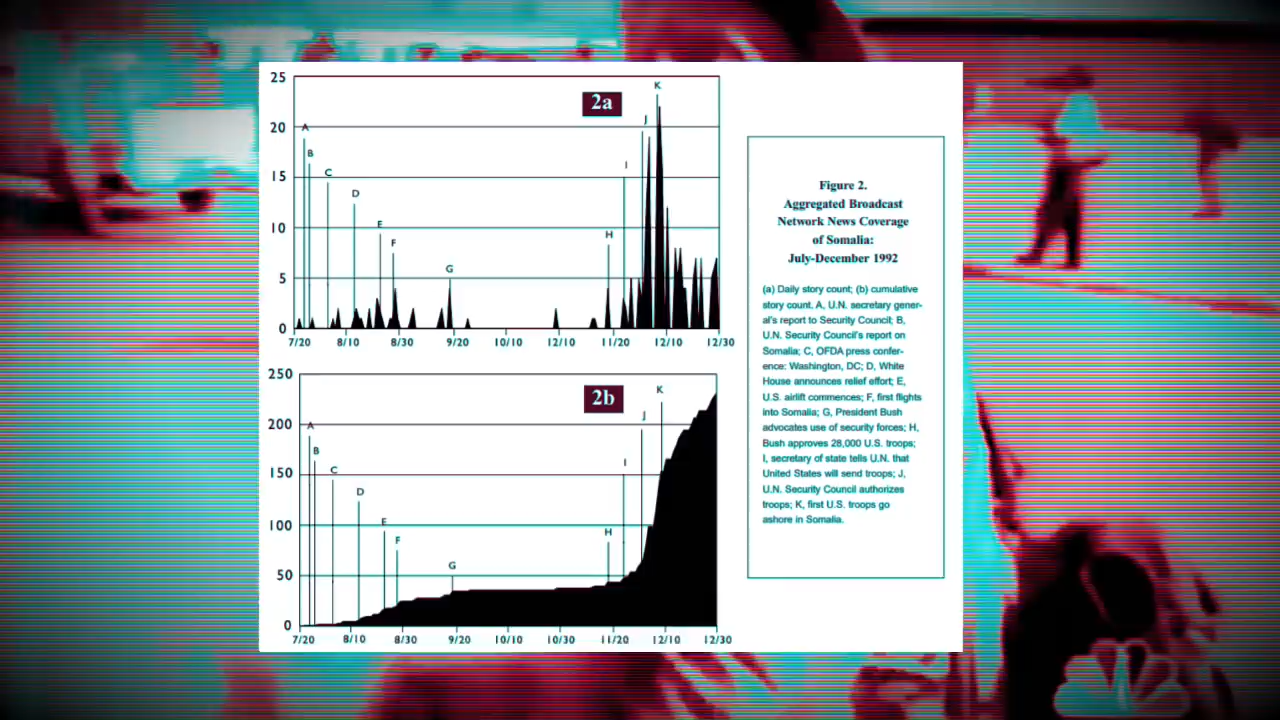 25
20
15
10
5
0
2a
A
B
C
D
E
F
G
H
I
J
K
7/20
8/10
8/30
9/20
10/10
12/10
11/20
12/10
12/30
250
200
150
100
50
0
2b
A
B
C
D
E
F
G
H
I
J
K
7/20
8/10
8/30
9/20
10/10
10/30
11/20
12/10
12/30
Figure 2.
Aggregated Broadcast
Network News Coverage
of Somalia:
July-December 1992
(a) Daily story count; (b) cumulative
story count. A, U.N. secretary gener-
al's report to Security Council; B,
U.N. Security Council's report on
Somalia; C, OFDA press confer-
ence: Washington, DC; D, White
House announces relief effort; E,
U.S. airlift commences; F, first flights
into Somalia; G, President Bush
advocates use of security forces; H,
Bush approves 28,000 U.S. troops;
I, secretary of state tells U.N. that
United States will send troops; J,
U.N. Security Council authorizes
troops; K, first U.S. troops go
ashore in Somalia.